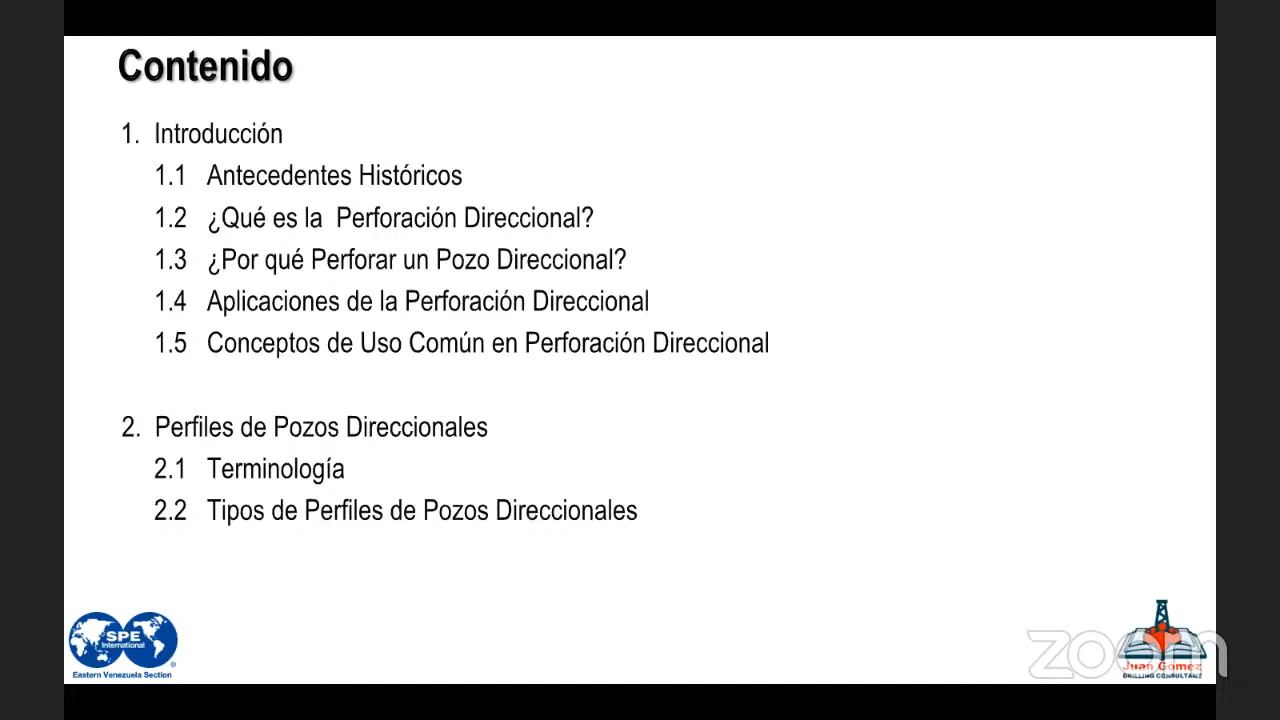 Contenido
1. Introducción
1.1 Antecedentes Históricos
1.2 ¿Qué es la Perforación Direccional?
1.3 ¿Por qué Perforar un Pozo Direccional?
1.4 Aplicaciones de la Perforación Direccional
1.5 Conceptos de Uso Común en Perforación Direccional
2. Perfiles de Pozos Direccionales
2.1 Terminología
2.2 Tipos de Perfiles de Pozos Direccionales
SPE
International
®
Eastern Venezuela Section
zoom
Juan Gomez
DRILLING CONSULTANT